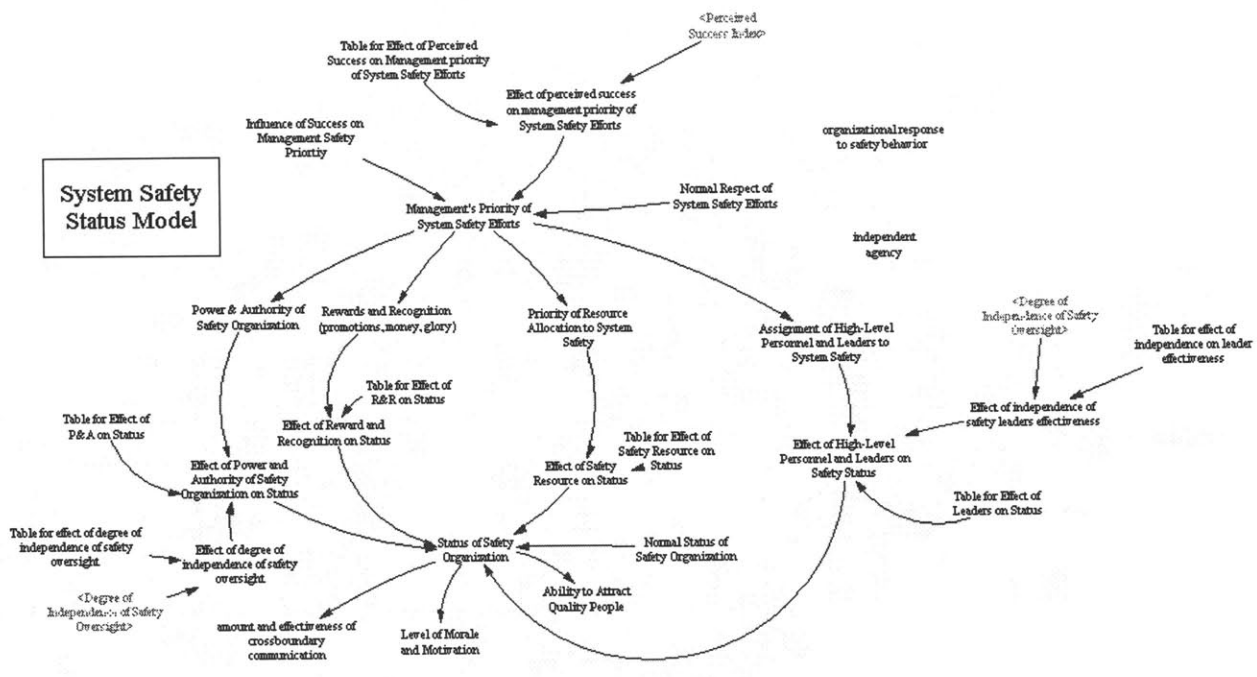 <Perceived
Success Index>
Table for Effect of Perceived
Success on Management priority
of System Safety Efforts
Effect of perceived success
on management priority of
System Safety Efforts
Influence of Success on
Management Safety
Priortiy
organizational response
to safety behavior
System Safety
Status Model
Normal Respect of
System Safety Efforts
Management's Priority of
System Safety Efforts
independent
agency
Power & Authority of
Safety Organization
Rewards and Recognition
(promotions, money, glory)
Priority of Resource
Allocation to System
Safety
Assignment of High-Level
Personnel and Leaders to
System Safety
<Degree of
Independence of Safety
Oversight>
Table for effect of
independence on leader
effectiveness
Table for Effect of
R&R on Status
Table for Effect of
P&A on Status
Effect of Reward and
Recognition on Status
Effect of independence of
safety leaders effectiveness
Table for Effect of
Safety Resource on
Status
Effect of High-Level
Personnel and Leaders on
Safety Status
Effect of Power and
Authority of Safety
Organization on Status
Effect of Safety
Resource on Status
Table for Effect of
Leaders on Status
Table for effect of degree of
independence of safety
oversight
Effect of degree of
independence of safety
oversight
Status of Safety
Organization
Normal Status of
Safety Organization
<Degree of
Independence of Safety
Oversight>
Ability to Attract
Quality People
amount and effectiveness of
crossboundary
communication
Level of Morale
and Motivation